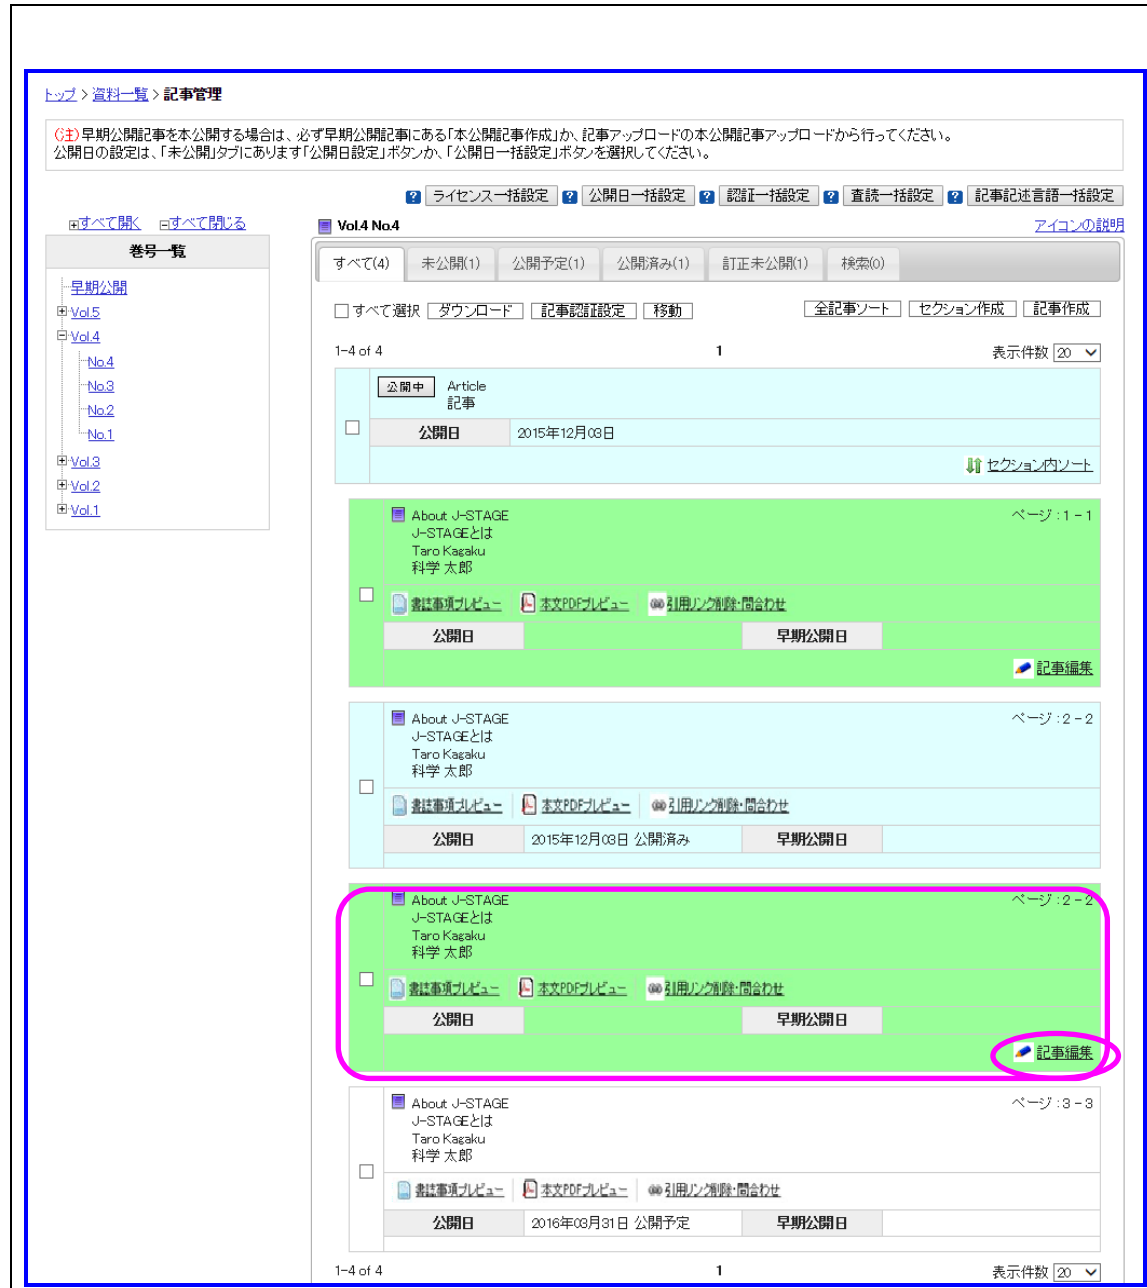 トップ > 資料一覧 > 記事管理
(注)早期公開記事を本公開する場合は、必ず早期公開記事にある「本公開記事作成」か、記事アップロードの本公開記事アップロードから行ってください。
公開日の設定は、「未公開」タブにあります「公開日設定」ボタンか、「公開日一括設定」ボタンを選択してください。
? ライセンス一括設定 ? 公開日一括設定 ? 認証一括設定 ? 査読一括設定 ? 記事記述言語一括設定
すべて開く すべて閉じる
巻号一覧
早期公開
Vol.5
Vol.4
No.4
No.3
No.2
No.1
Vol.3
Vol.2
Vol.1
Vol.4 No.4 アイコンの説明
すべて(4) 未公開(1) 公開予定(1) 公開済み(1) 訂正未公開(1) 検索(0)
すべて選択 ダウンロード 記事認証設定 移動 全記事ソート セクション作成 記事作成
1-4 of 4 1 表示件数 20
公開中 Article
記事
公開日 2015年12月03日
セクション内ソート
About J-STAGE ページ:1-1
J-STAGEとは
Taro Kagaku
科学 太郎
書誌事項プレビュー 本文PDFプレビュー 引用リンク削除・問合わせ
公開日 早期公開日
記事編集
About J-STAGE ページ:2-2
J-STAGEとは
Taro Kagaku
科学 太郎
書誌事項プレビュー 本文PDFプレビュー 引用リンク削除・問合わせ
公開日 2015年12月03日 公開済み 早期公開日
About J-STAGE ページ:2-2
J-STAGEとは
Taro Kagaku
科学 太郎
書誌事項プレビュー 本文PDFプレビュー 引用リンク削除・問合わせ
公開日 早期公開日
記事編集
About J-STAGE ページ:3-3
J-STAGEとは
Taro Kagaku
科学 太郎
書誌事項プレビュー 本文PDFプレビュー 引用リンク削除・問合わせ
公開日 2016年03月31日 公開予定 早期公開日
1-4 of 4 1 表示件数 20